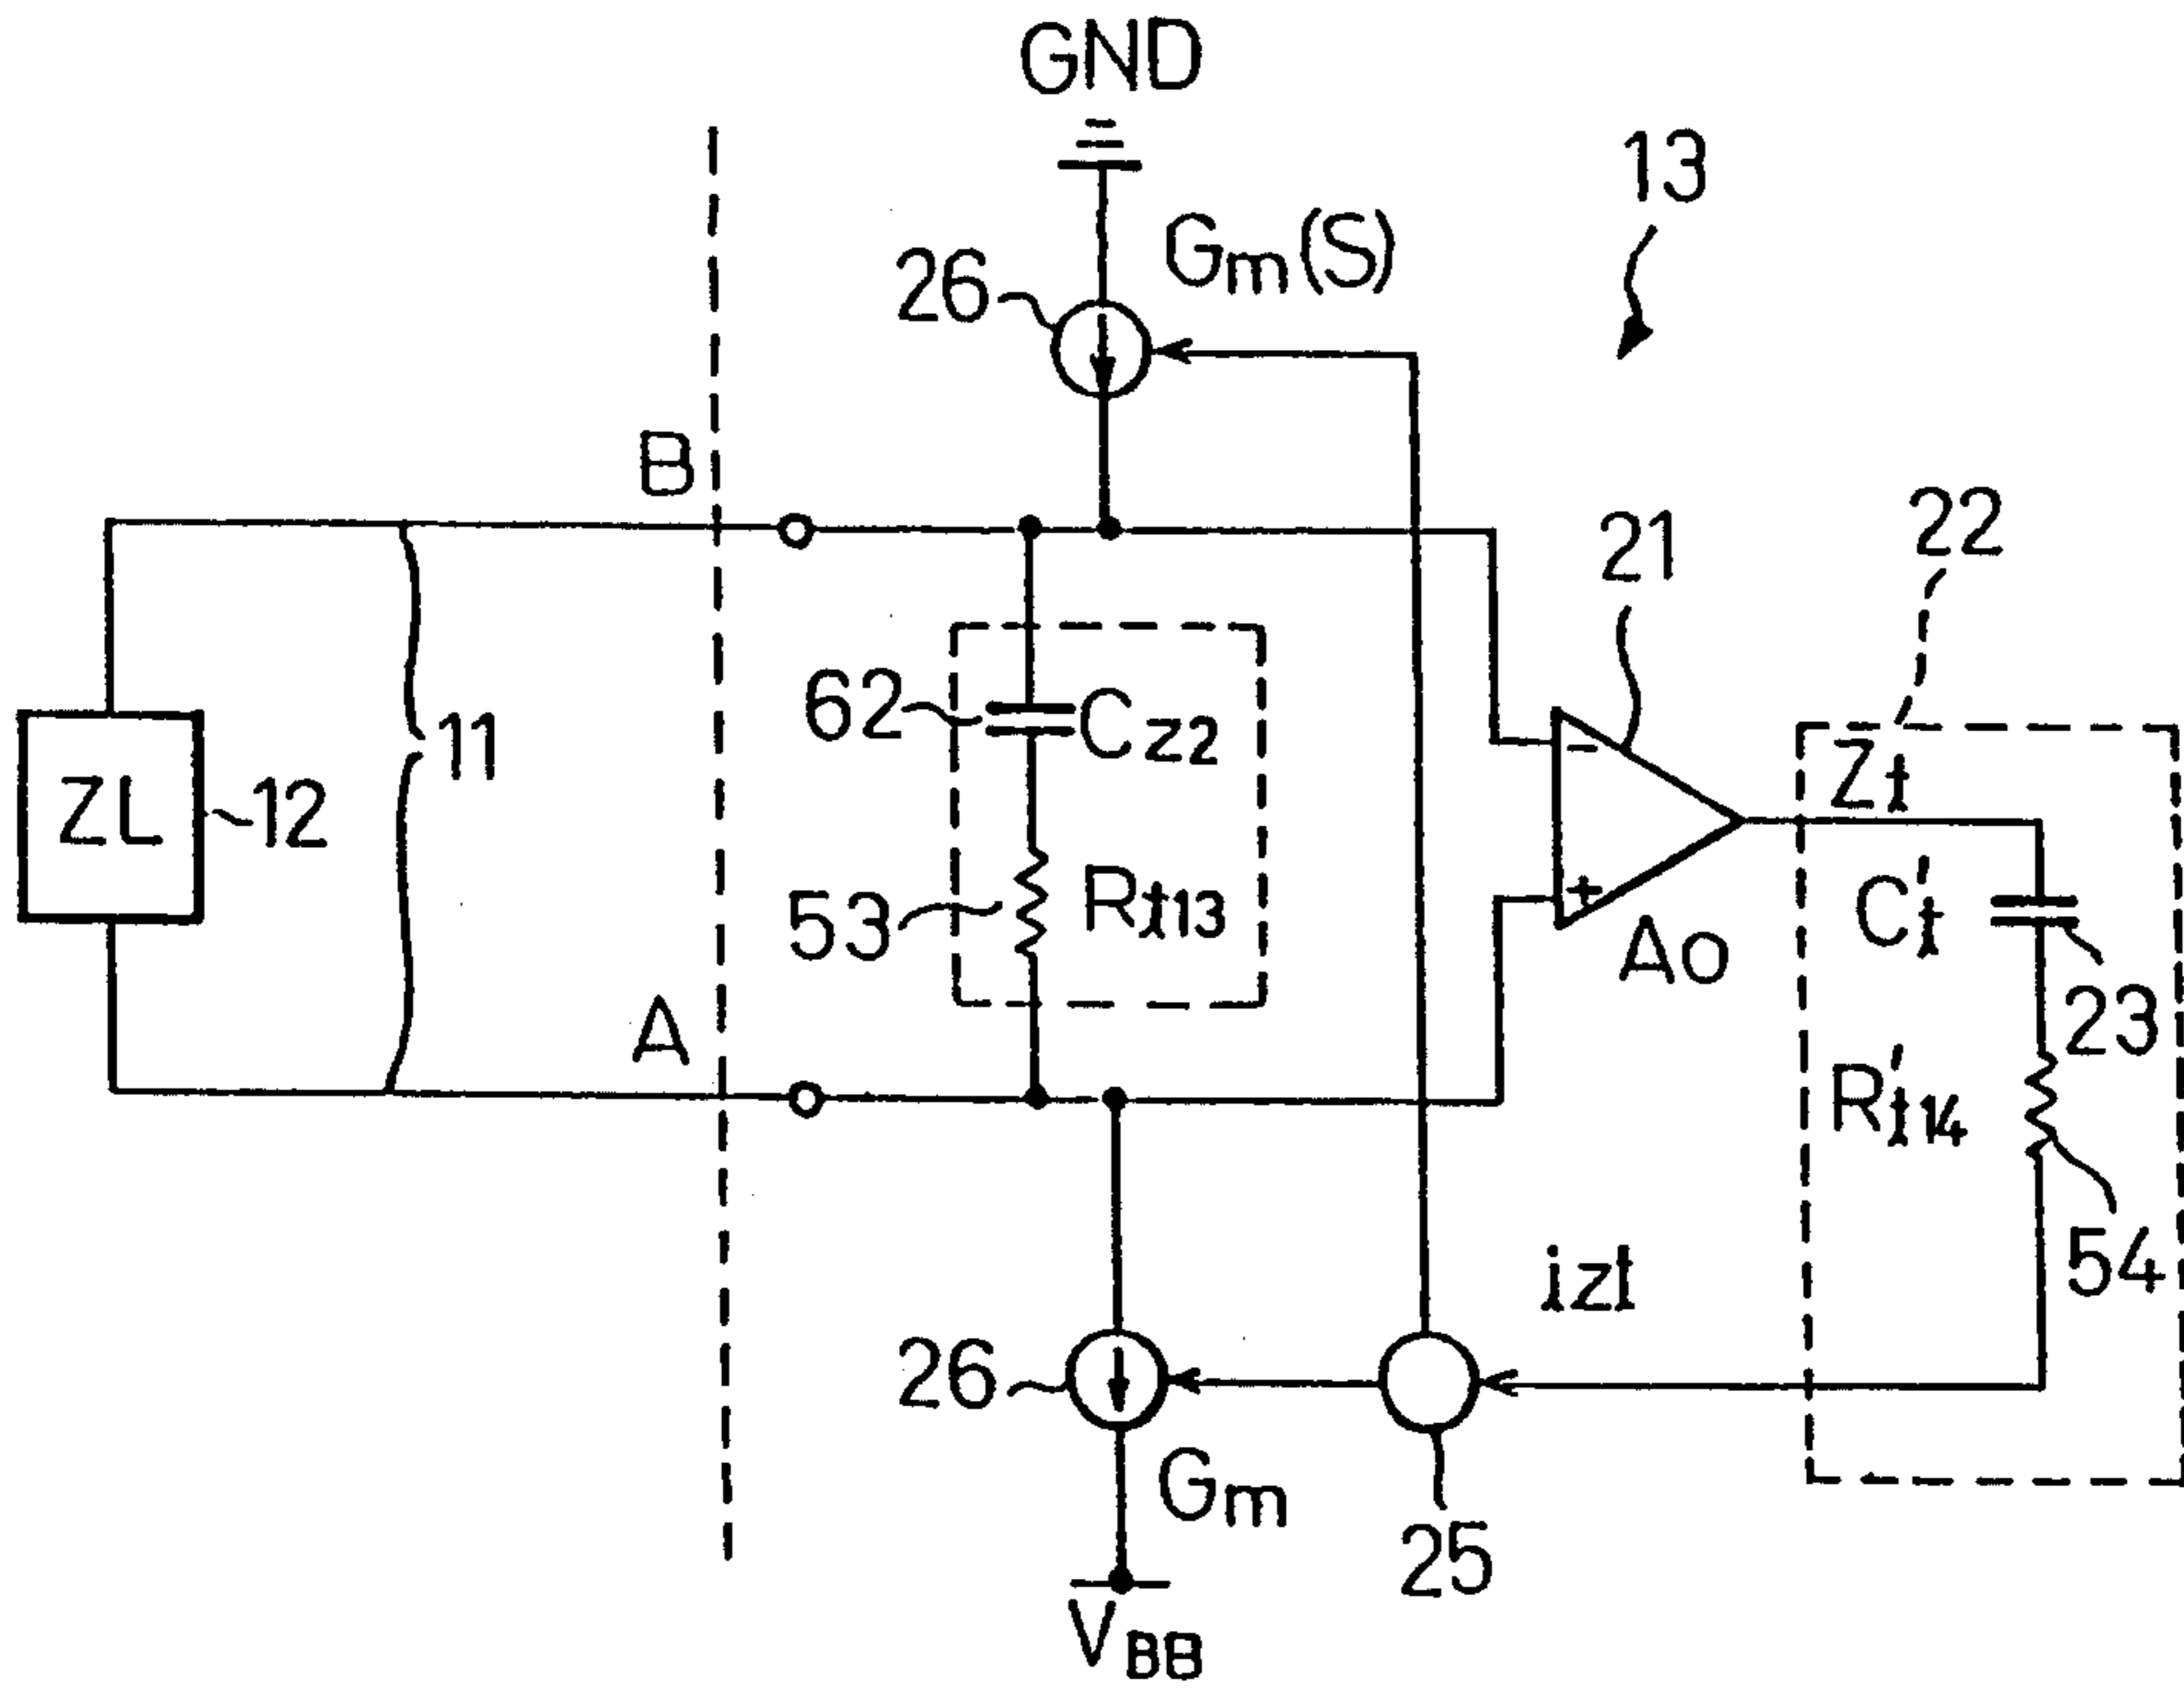 GND
13
Gm(S)
26
B
22
21
62
Cz2
Zt
11
ZL
12
-
C't
53
Rt13
+
Ao
23
A
R't14
54
izt
26
Gm
25
VBB